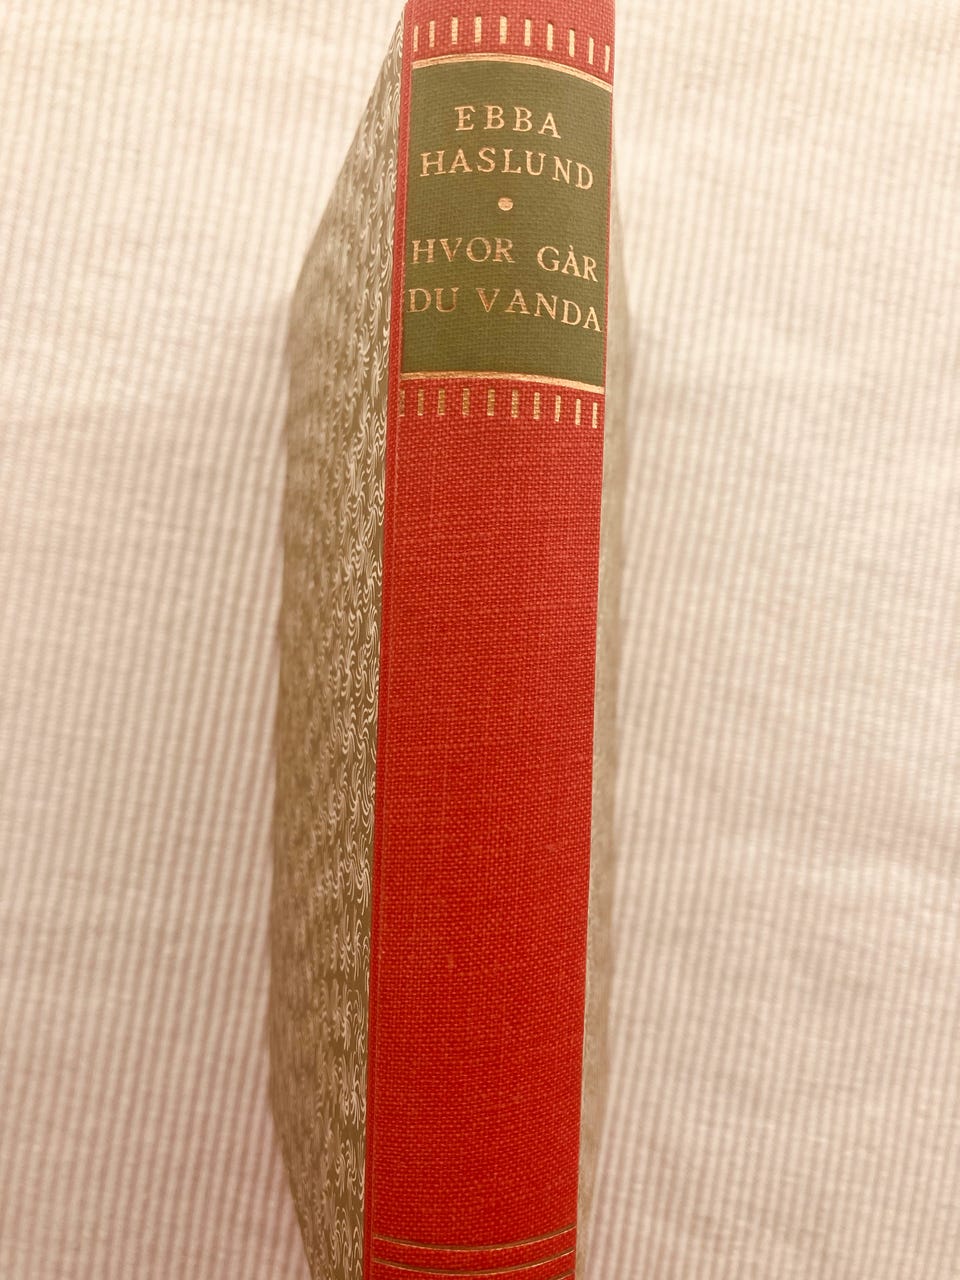 EBBA
HASLUND
HVOR GÅR
DU VANDA